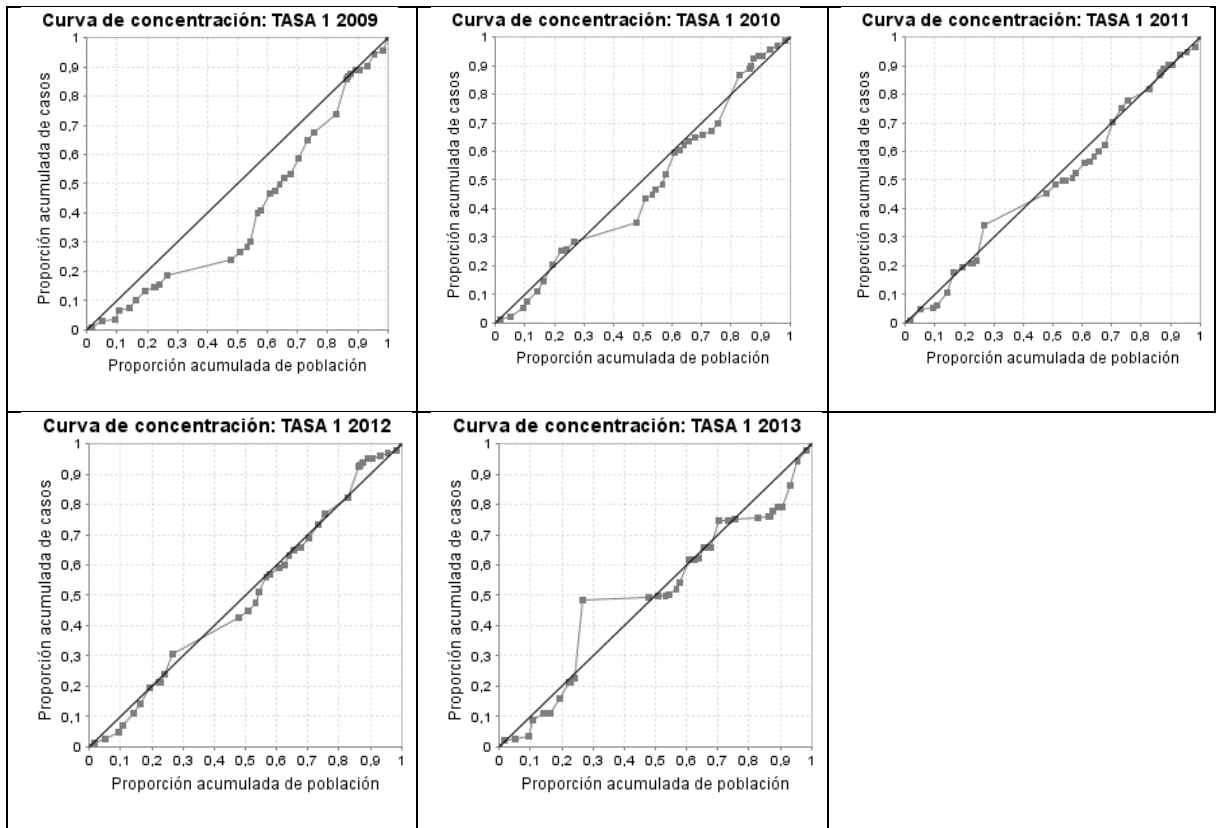 Curva de concentración: TASA 1 2009
Proporción acumulada de casos
1
0,9
0,8
0,7
0,6
0,5
0,4
0,3
0,2
0,1
0
0 0,1 0,2 0,3 0,4 0,5 0,6 0,7 0,8 0,9 1
Proporción acumulada de población
Curva de concentración: TASA 1 2010
Proporción acumulada de casos
1
0,9
0,8
0,7
0,6
0,5
0,4
0,3
0,2
0,1
0
0 0,1 0,2 0,3 0,4 0,5 0,6 0,7 0,8 0,9 1
Proporción acumulada de población
Curva de concentración: TASA 1 2011
Proporción acumulada de casos
1
0,9
0,8
0,7
0,6
0,5
0,4
0,3
0,2
0,1
0
0 0,1 0,2 0,3 0,4 0,5 0,6 0,7 0,8 0,9 1
Proporción acumulada de población
Curva de concentración: TASA 1 2012
Proporción acumulada de casos
1
0,9
0,8
0,7
0,6
0,5
0,4
0,3
0,2
0,1
0
0 0,1 0,2 0,3 0,4 0,5 0,6 0,7 0,8 0,9 1
Proporción acumulada de población
Curva de concentración: TASA 1 2013
Proporción acumulada de casos
1
0,9
0,8
0,7
0,6
0,5
0,4
0,3
0,2
0,1
0
0 0,1 0,2 0,3 0,4 0,5 0,6 0,7 0,8 0,9 1
Proporción acumulada de población